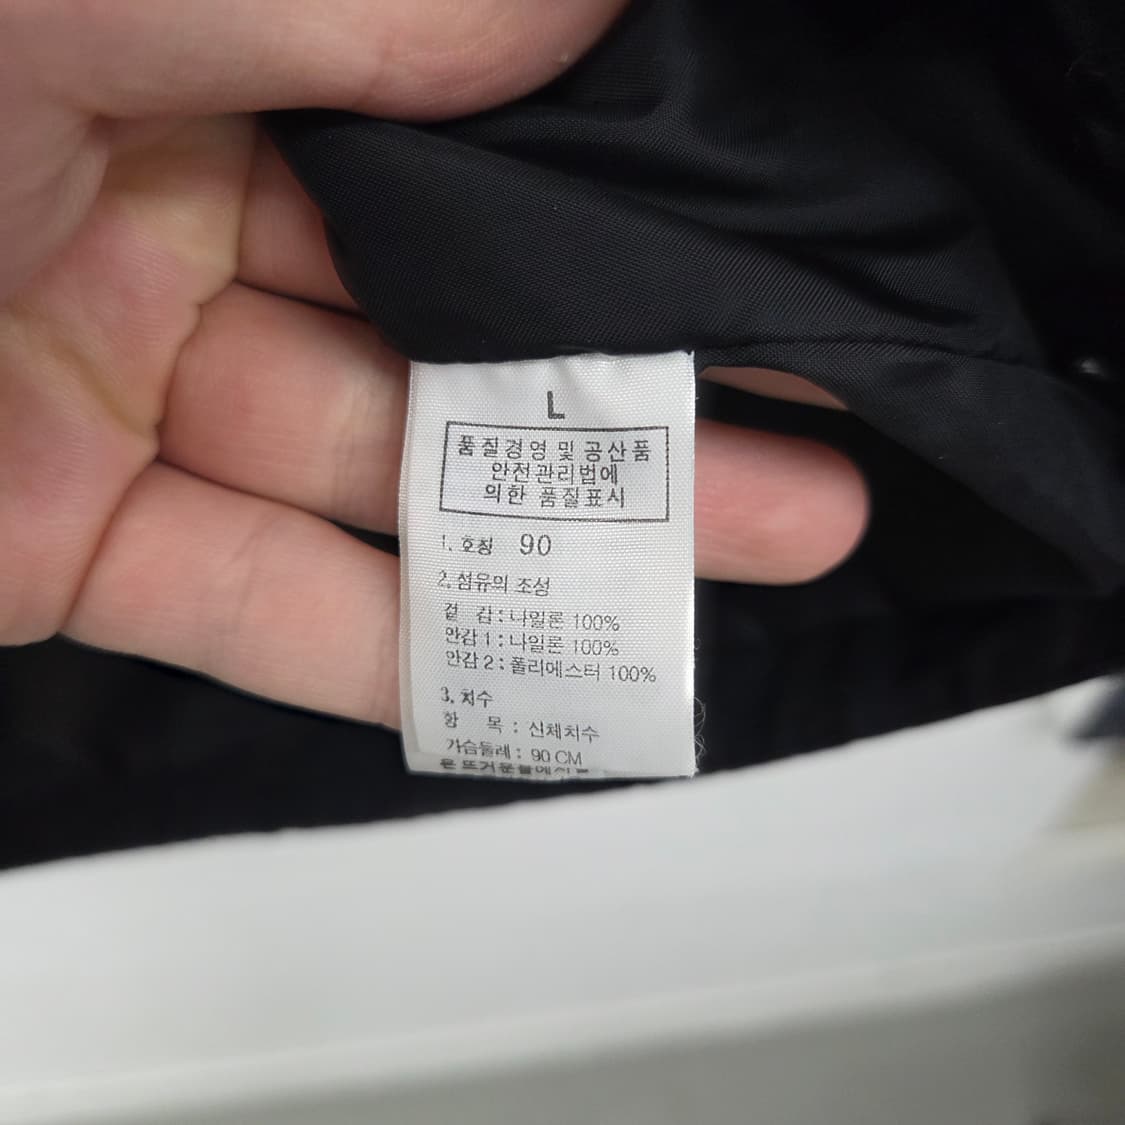 L
품질경영 및 공산품
안전관리법에
의한 품질표시
1. 호칭 90
2. 섬유의 조성
겉 감 : 나일론 100%
안감 1 : 나일론 100%
안감 2 : 폴리에스터 100%
3. 치수
항 목 : 신체치수
가슴둘레 : 90 CM